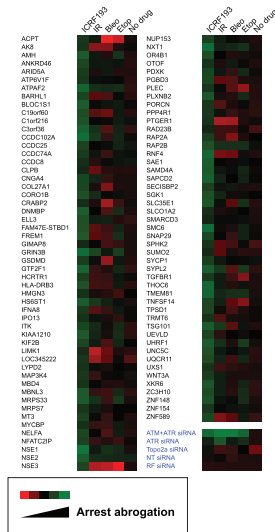 ICRF193
IR
Bleo
Etop
No drug
ACPT
AK8
AMH
ANKRD46
ARID5A
ATP6V1F
ATPAF2
BARHL1
BLOC1S1
C19orf60
C1orf216
C3orf36
CCDC102A
CCDC25
CCDC74A
CCDC8
CLPB
CNGA4
COL27A1
CORO1B
CRABP2
DNMBP
ELL3
FAM47E-STBD1
FREM1
GIMAP8
GRIN3B
GSDMD
GTF2F1
HCRTR1
HLA-DRB3
HMGN3
HS6ST1
IFNA8
IPO13
ITK
KIAA1210
KIF2B
LIMK1
LOC345222
LYPD2
MAP3K4
MBD4
MBNL3
MRPS33
MRPS7
MT3
MYCBP
NELFA
NFATC2IP
NSE1
NSE2
NSE3
ICRF193
IR
Bleo
Etop
No drug
NUP153
NXT1
OR4B1
OTOF
PDXK
PGBD3
PLEC
PLXNB2
PORCN
PPP4R1
PTGER1
RAD23B
RAP2A
RAP2B
RNF4
SAE1
SAMD4A
SAPCD2
SECISBP2
SGK1
SLC35E1
SLCO1A2
SMARCD3
SMC6
SNAP29
SPHK2
SUMO2
SYCP1
SYPL2
TGFBR1
THOC6
TMEM81
TNFSF14
TPSD1
TRMT6
TSG101
UEVLD
UHRF1
UNC5C
UQCR11
UXS1
WNT3A
XKR6
ZC3H10
ZNF148
ZNF154
ZNF589
ATM+ATR siRNA
ATR siRNA
Topo2a siRNA
NT siRNA
RF siRNA
Arrest abrogation